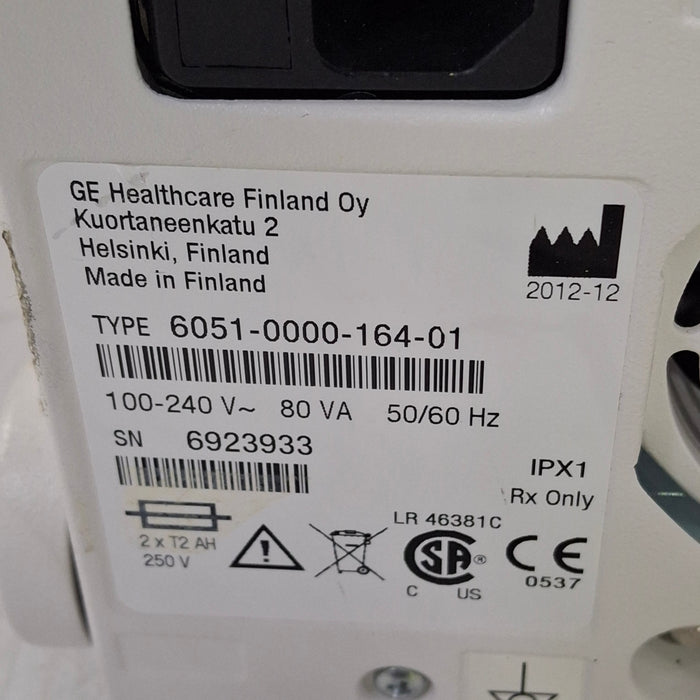 GE Healthcare Finland Oy
Kuortaneenkatu 2
Helsinki, Finland
Made in Finland
2012-12
TYPE 6051-0000-164-01
100-240 V~ 80 VA 50/60 Hz
SN 6923933
IPX1
Rx Only
2 x T2 AH
250 V
LR 46381C
CSA ®
C US
CE
0537